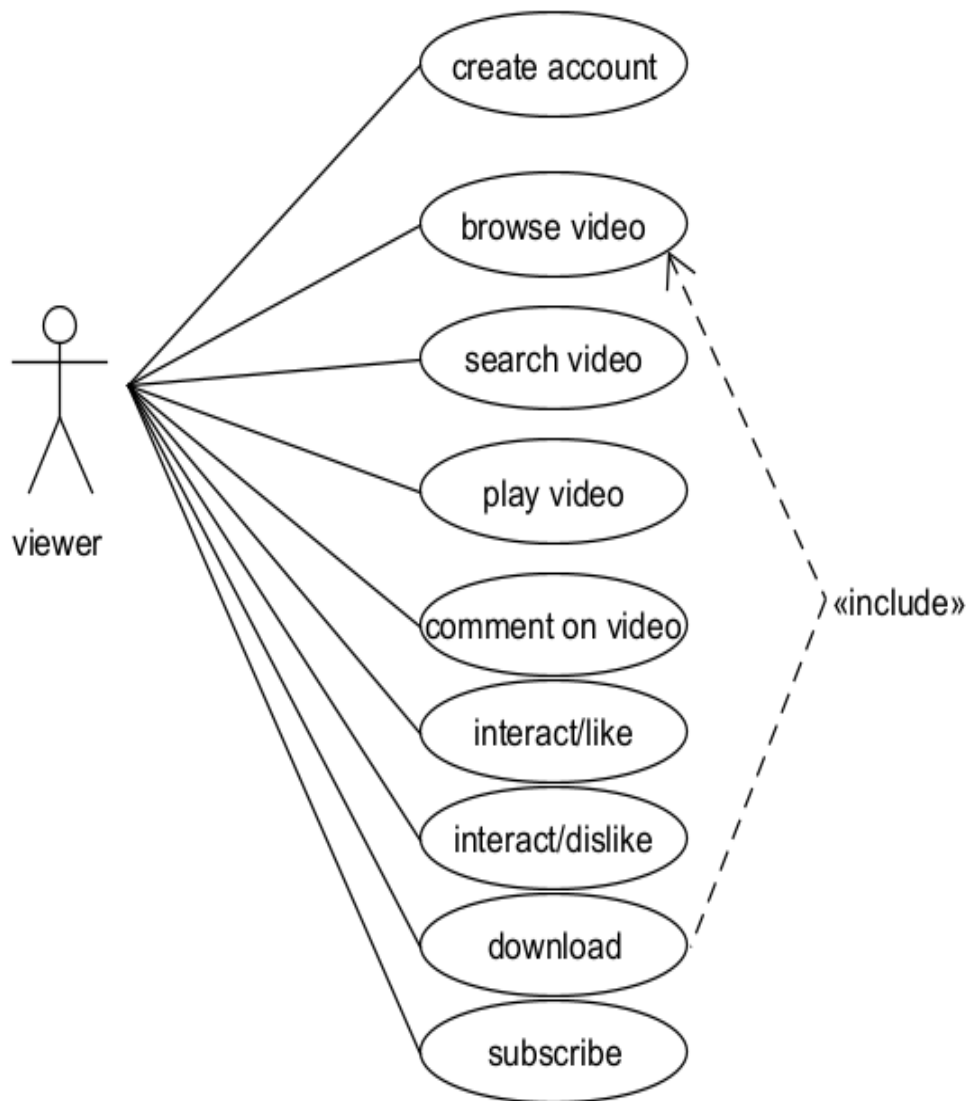 create account
browse video
search video
play video
viewer
comment on video
«include»
interact/like
interact/dislike
download
subscribe